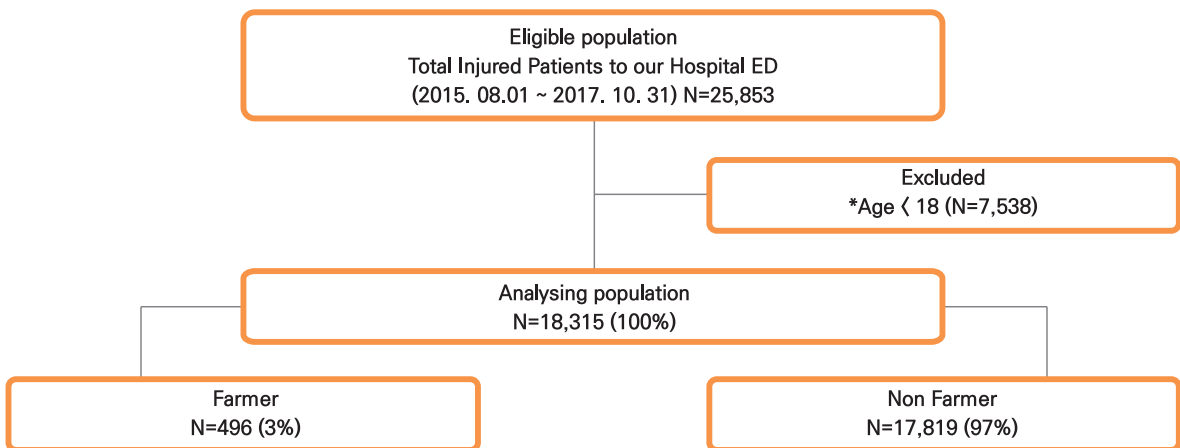 Eligible population
Total Injured Patients to our Hospital ED
(2015. 08.01 ~ 2017. 10. 31) N=25,853
Excluded
*Age < 18 (N=7,538)
Analysing population
N=18,315 (100%)
Farmer
N=496 (3%)
Non Farmer
N=17,819 (97%)